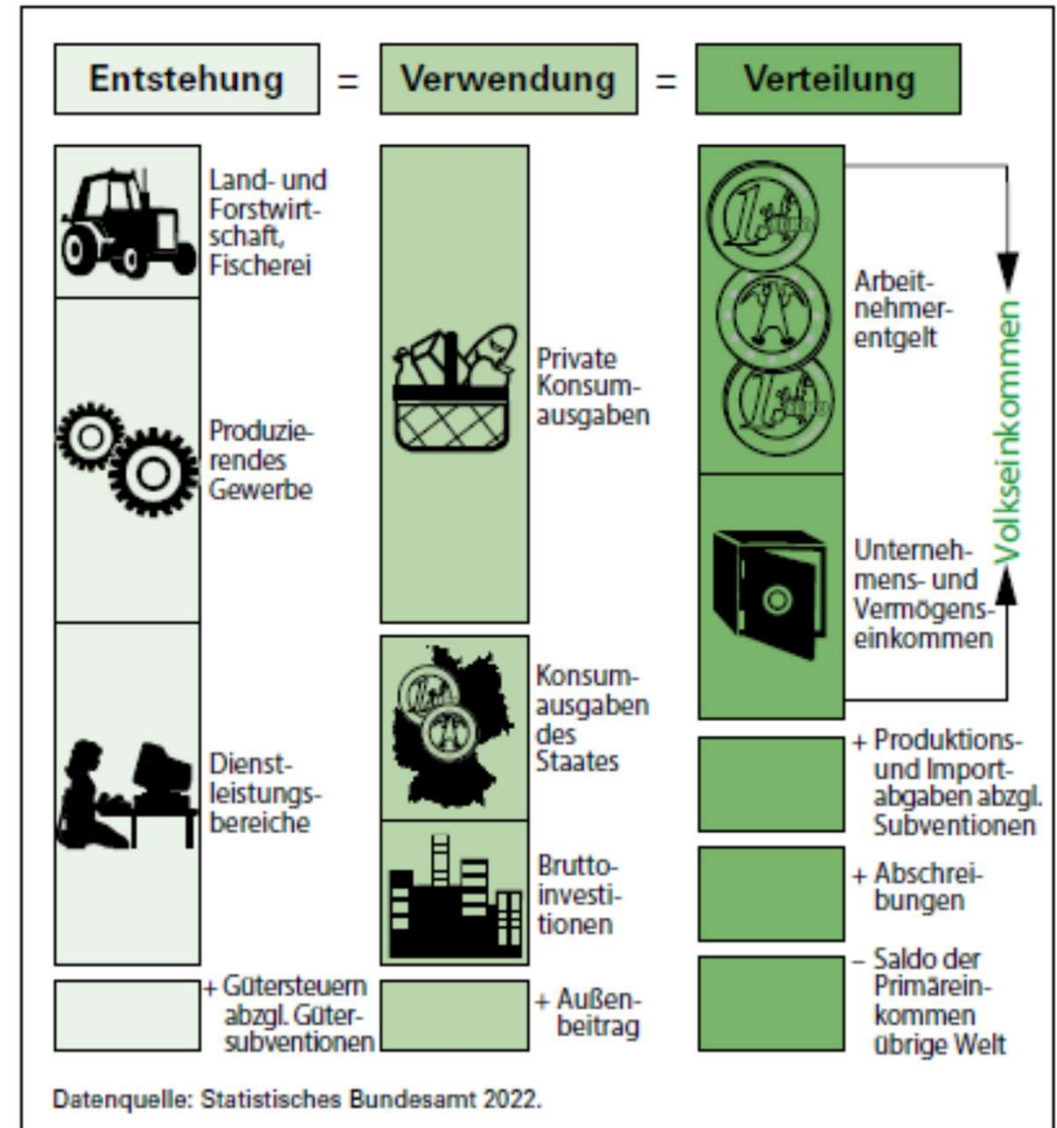 Entstehung = Verwendung = Verteilung
Land- und
Forstwirt-
schaft,
Fischerei
Produzie-
rendes
Gewerbe
Dienst-
leistungs-
bereiche
+ Gütersteuern
abzgl. Güter-
subventionen
Private
Konsum-
ausgaben
Konsum-
ausgaben
des
Staates
Brutto-
investi-
tionen
+ Außen-
beitrag
Arbeit-
nehmer-
entgelt
Unterneh-
mens- und
Vermögens-
einkommen
Volkseinkommen
+ Produktions-
und Import-
abgaben abzgl.
Subventionen
+ Abschrei-
bungen
– Saldo der
Primärein-
kommen
übrige Welt
Datenquelle: Statistisches Bundesamt 2022.